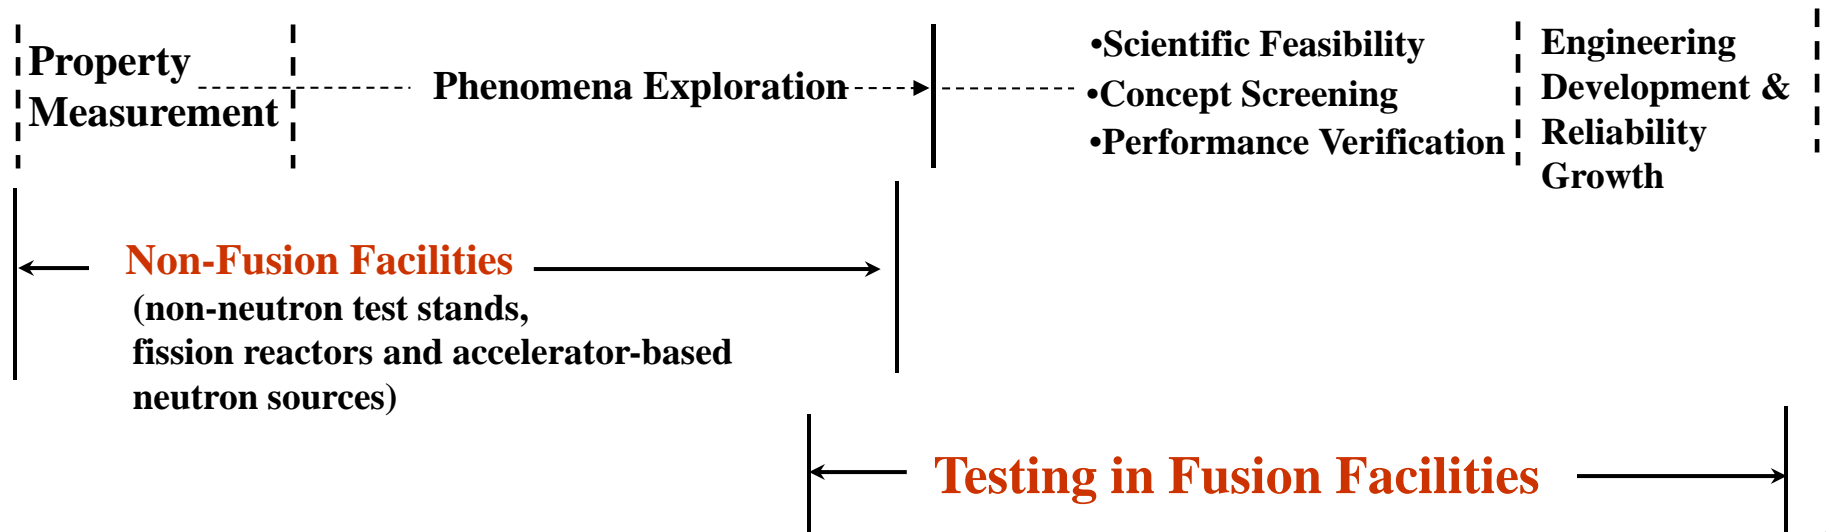 Property
Measurement
Phenomena Exploration
•Scientific Feasibility
•Concept Screening
•Performance Verification
Engineering
Development &
Reliability
Growth
Non-Fusion Facilities
(non-neutron test stands,
fission reactors and accelerator-based
neutron sources)
Testing in Fusion Facilities